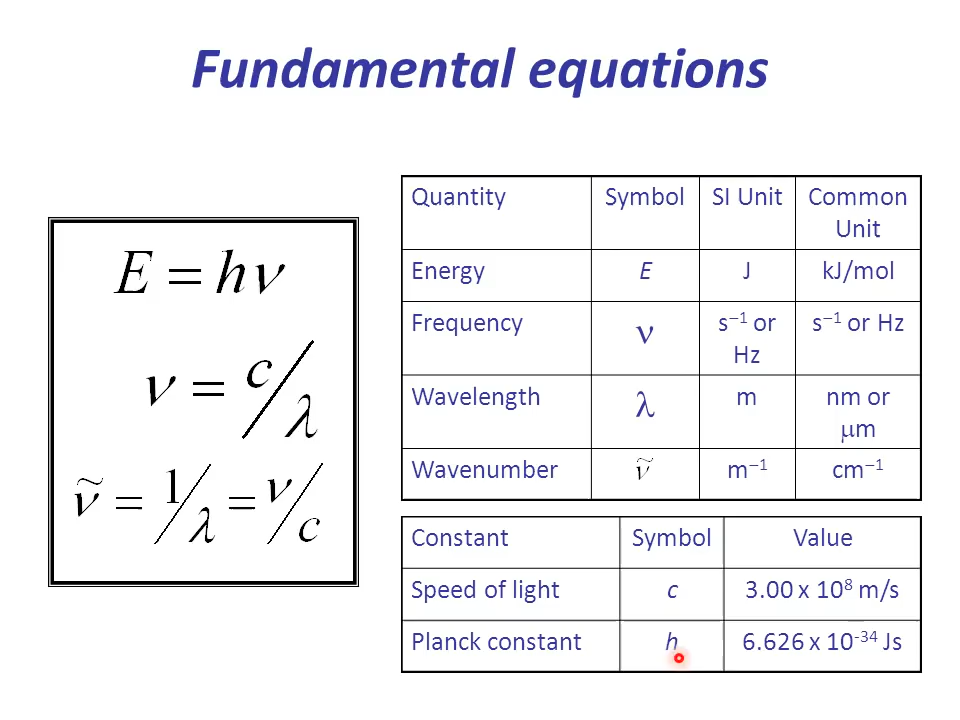 Fundamental equations
E = hν
ν = c/λ
ν̃ = 1/λ = ν/c
Quantity Symbol SI Unit Common
Unit
Energy E J kJ/mol
Frequency ν s⁻¹ or s⁻¹ or Hz
Hz
Wavelength λ m nm or
μm
Wavenumber ν̃ m⁻¹ cm⁻¹
Constant Symbol Value
Speed of light c 3.00 x 10⁸ m/s
Planck constant h 6.626 x 10⁻³⁴ Js